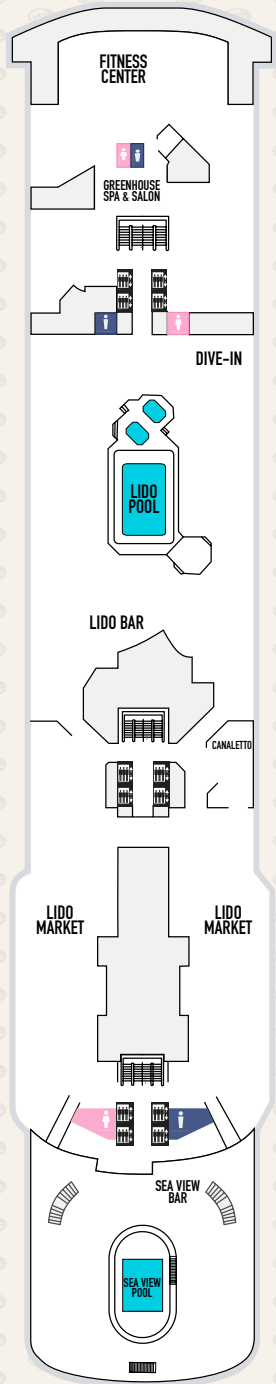 FITNESS
CENTER
GREENHOUSE
SPA & SALON
DIVE-IN
LIDO
POOL
LIDO BAR
CANALETTO
LIDO
MARKET
LIDO
MARKET
SEA VIEW
BAR
SEA VIEW
POOL